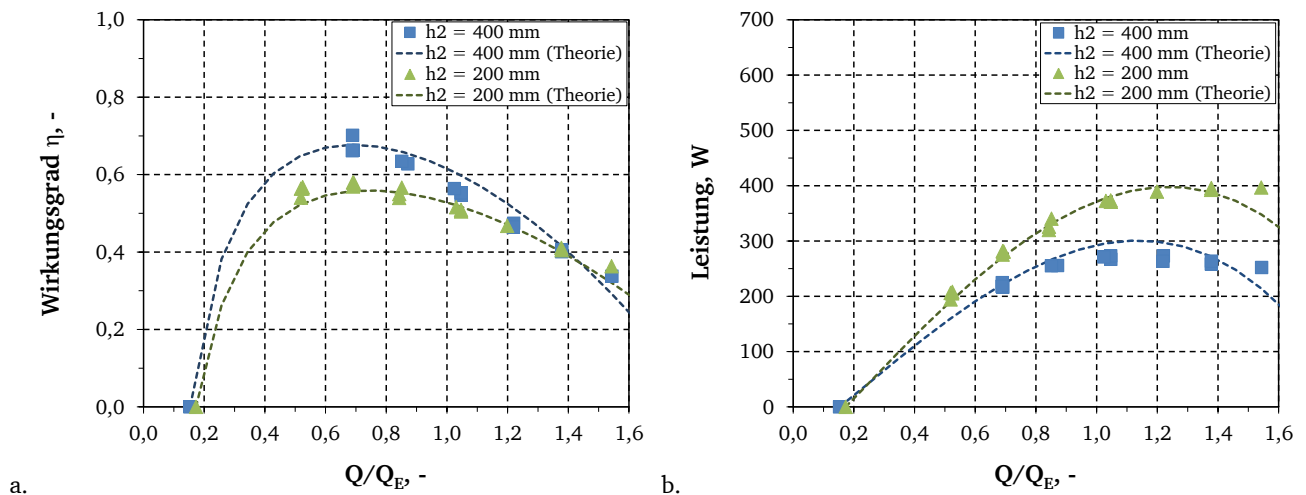 Wirkungsgrad η, -
1,0
0,8
0,6
0,4
0,2
0,0
0,0 0,2 0,4 0,6 0,8 1,0 1,2 1,4 1,6
Q/Q_E, -
h2 = 400 mm
h2 = 400 mm (Theorie)
h2 = 200 mm
h2 = 200 mm (Theorie)
a.
Leistung, W
700
600
500
400
300
200
100
0
0,0 0,2 0,4 0,6 0,8 1,0 1,2 1,4 1,6
Q/Q_E, -
h2 = 400 mm
h2 = 400 mm (Theorie)
h2 = 200 mm
h2 = 200 mm (Theorie)
b.